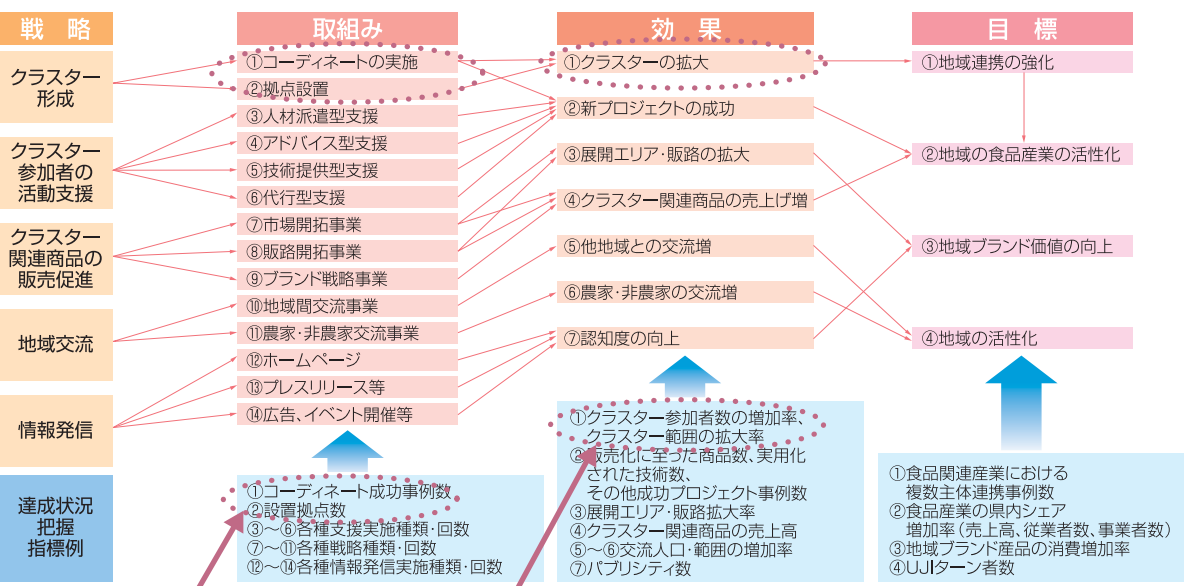 戦略
取組み
効果
目標
クラスター
形成
クラスター
参加者の
活動支援
クラスター
関連商品の
販売促進
地域交流
情報発信
達成状況
把握
指標例
①コーディネートの実施
②拠点設置
③人材派遣型支援
④アドバイス型支援
⑤技術提供型支援
⑥代行型支援
⑦市場開拓事業
⑧販路開拓事業
⑨ブランド戦略事業
⑩地域間交流事業
⑪農家・非農家交流事業
⑫ホームページ
⑬プレスリリース等
⑭広告、イベント開催等
①コーディネート成功事例数
②設置拠点数
③～⑥各種支援実施種類・回数
⑦～⑪各種戦略種類・回数
⑫～⑭各種情報発信実施種類・回数
①クラスターの拡大
②新プロジェクトの成功
③展開エリア・販路の拡大
④クラスター関連商品の売上げ増
⑤他地域との交流増
⑥農家・非農家の交流増
⑦認知度の向上
①クラスター参加者数の増加率、
クラスター範囲の拡大率
②販売化に至った商品数、実用化
された技術数、
その他成功プロジェクト事例数
③展開エリア・販路拡大率
④クラスター関連商品の売上高
⑤～⑥交流人口・範囲の増加率
⑦パブリシティ数
①地域連携の強化
②地域の食品産業の活性化
③地域ブランド価値の向上
④地域の活性化
①食品関連産業における
複数主体連携事例数
②食品産業の県内シェア
増加率（売上高、従業者数、事業者数）
③地域ブランド産品の消費増加率
④UJIターン者数